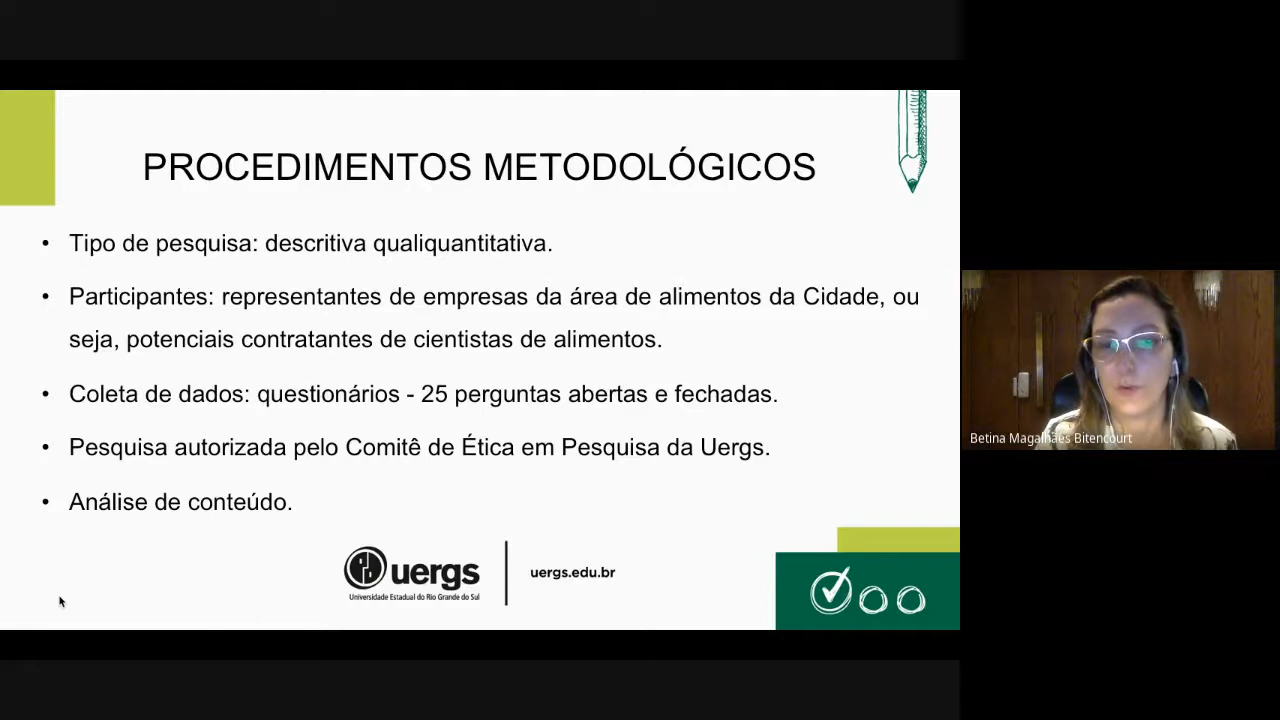 PROCEDIMENTOS METODOLÓGICOS
• Tipo de pesquisa: descritiva qualiquantitativa.
• Participantes: representantes de empresas da área de alimentos da Cidade, ou
seja, potenciais contratantes de cientistas de alimentos.
• Coleta de dados: questionários - 25 perguntas abertas e fechadas.
• Pesquisa autorizada pelo Comitê de Ética em Pesquisa da Uergs.
• Análise de conteúdo.
uergs
Universidade Estadual do Rio Grande do Sul
uergs.edu.br
Betina Magalhães Bitencourt